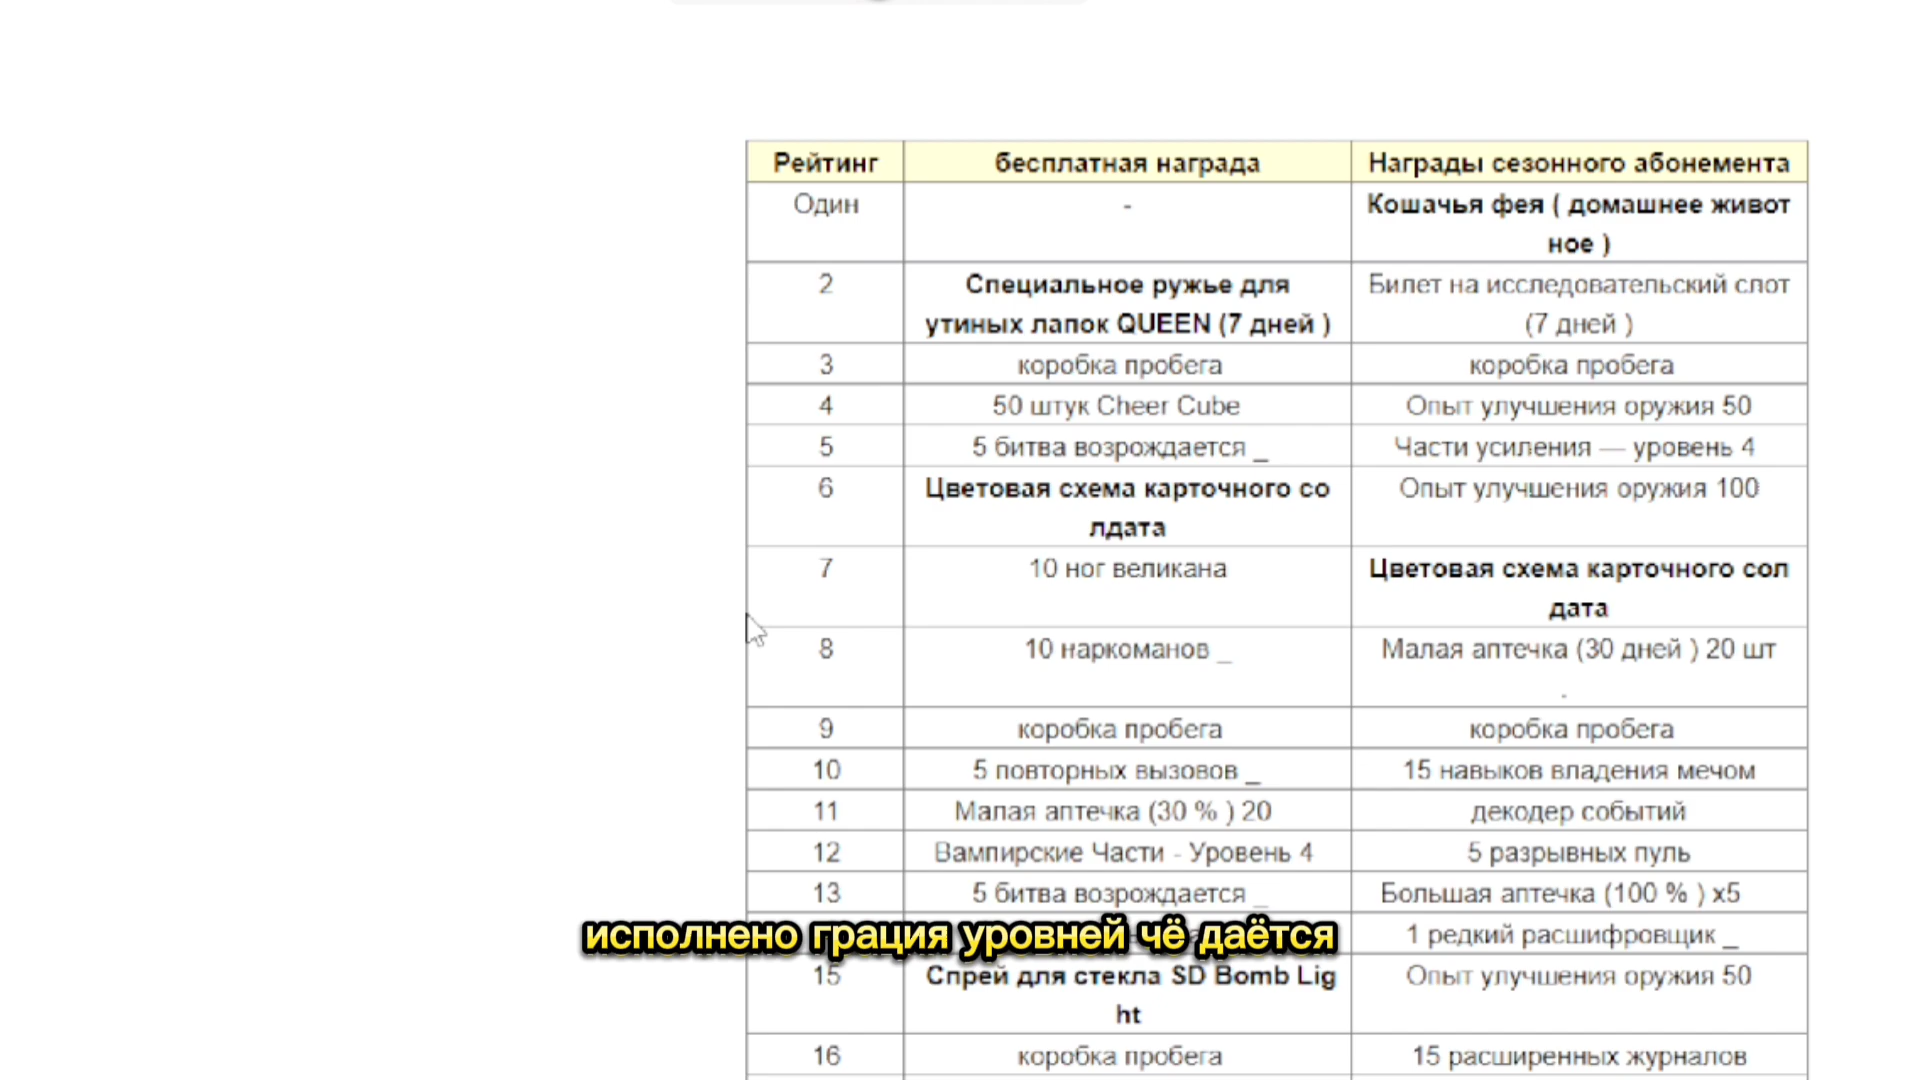 Рейтинг бесплатная награда Награды сезонного абонемента
Один - Кошачья фея ( домашнее живот
ное )
2 Специальное ружье для Билет на исследовательский слот
утиных лапок QUEEN (7 дней ) (7 дней )
3 коробка пробега коробка пробега
4 50 штук Cheer Cube Опыт улучшения оружия 50
5 5 битва возрождается _ Части усиления — уровень 4
6 Цветовая схема карточного со Опыт улучшения оружия 100
лдата
7 10 ног великана Цветовая схема карточного сол
дата
8 10 наркоманов _ Малая аптечка (30 дней ) 20 шт
.
9 коробка пробега коробка пробега
10 5 повторных вызовов _ 15 навыков владения мечом
11 Малая аптечка (30 % ) 20 декодер событий
12 Вампирские Части - Уровень 4 5 разрывных пуль
13 5 битва возрождается _ Большая аптечка (100 % ) x5
исполнено грация уровней чё даётся 1 редкий расшифровщик _
15 Спрей для стекла SD Bomb Lig Опыт улучшения оружия 50
ht
16 коробка пробега 15 расширенных журналов